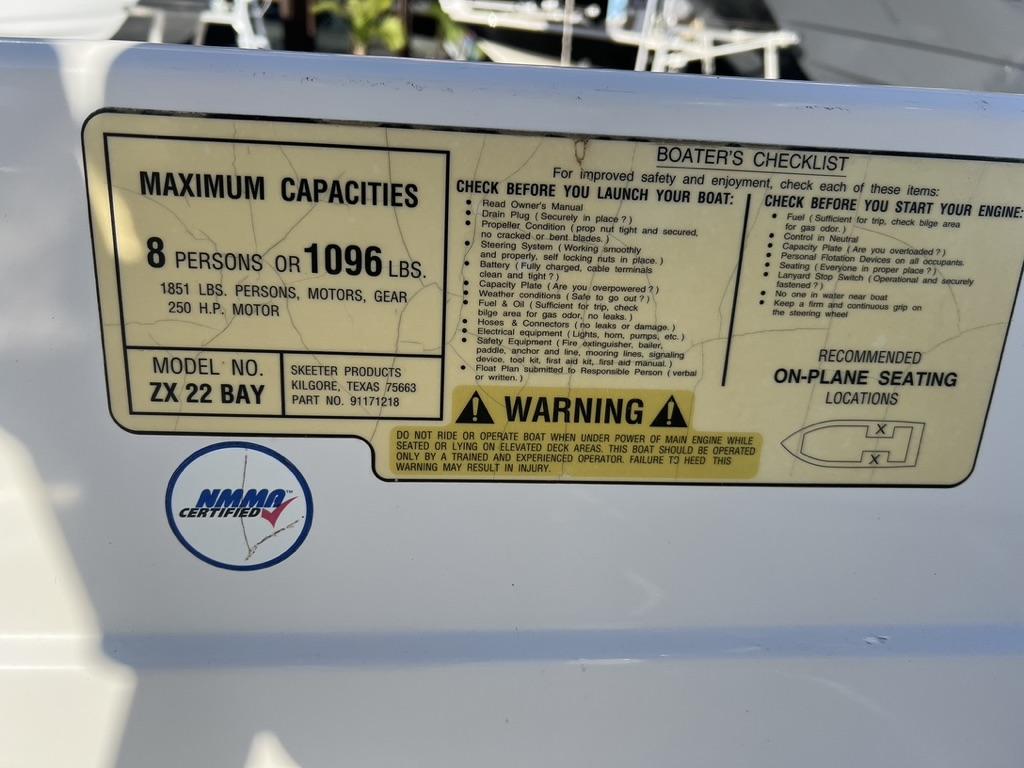 MAXIMUM CAPACITIES
8 PERSONS OR 1096 LBS.
1851 LBS. PERSONS, MOTORS, GEAR
250 H.P. MOTOR
MODEL NO.
ZX 22 BAY
SKEETER PRODUCTS
KILGORE, TEXAS 75663
PART NO. 91171218
BOATER'S CHECKLIST
For improved safety and enjoyment, check each of these items:
CHECK BEFORE YOU LAUNCH YOUR BOAT:
• Read Owner's Manual
• Drain Plug (Securely in place?)
• Propeller Condition (prop nut tight and secured,
no cracked or bent blades.)
• Steering System (Working smoothly
and properly, self locking nuts in place.)
• Battery (Fully charged, cable terminals
clean and tight?)
• Capacity Plate (Are you overpowered?)
• Weather conditions (Safe to go out?)
• Fuel & Oil (Sufficient for trip, check
bilge area for gas odor, no leaks.)
• Hoses & Connectors (no leaks or damage.)
• Electrical equipment (Lights, horn, pumps, etc.)
• Safety Equipment (Fire extinguisher, bailer,
paddle, anchor and line, mooring lines, signaling
device, tool kit, first aid kit, first aid manual.)
• Float Plan submitted to Responsible Person (verbal
or written.)
CHECK BEFORE YOU START YOUR ENGINE:
• Fuel (Sufficient for trip, check bilge area
for gas odor.)
• Control in Neutral
• Capacity Plate (Are you overloaded?)
• Personal Flotation Devices on all occupants.
• Seating (Everyone in proper place?)
• Lanyard Stop Switch (Operational and securely
fastened?)
• No one in water near boat
• Keep a firm and continuous grip on
the steering wheel
RECOMMENDED
ON-PLANE SEATING
LOCATIONS
X
X
WARNING
DO NOT RIDE OR OPERATE BOAT WHEN UNDER POWER OF MAIN ENGINE WHILE
SEATED OR LYING ON ELEVATED DECK AREAS. THIS BOAT SHOULD BE OPERATED
ONLY BY A TRAINED AND EXPERIENCED OPERATOR. FAILURE TO HEED THIS
WARNING MAY RESULT IN INJURY.
NMMA™
CERTIFIED